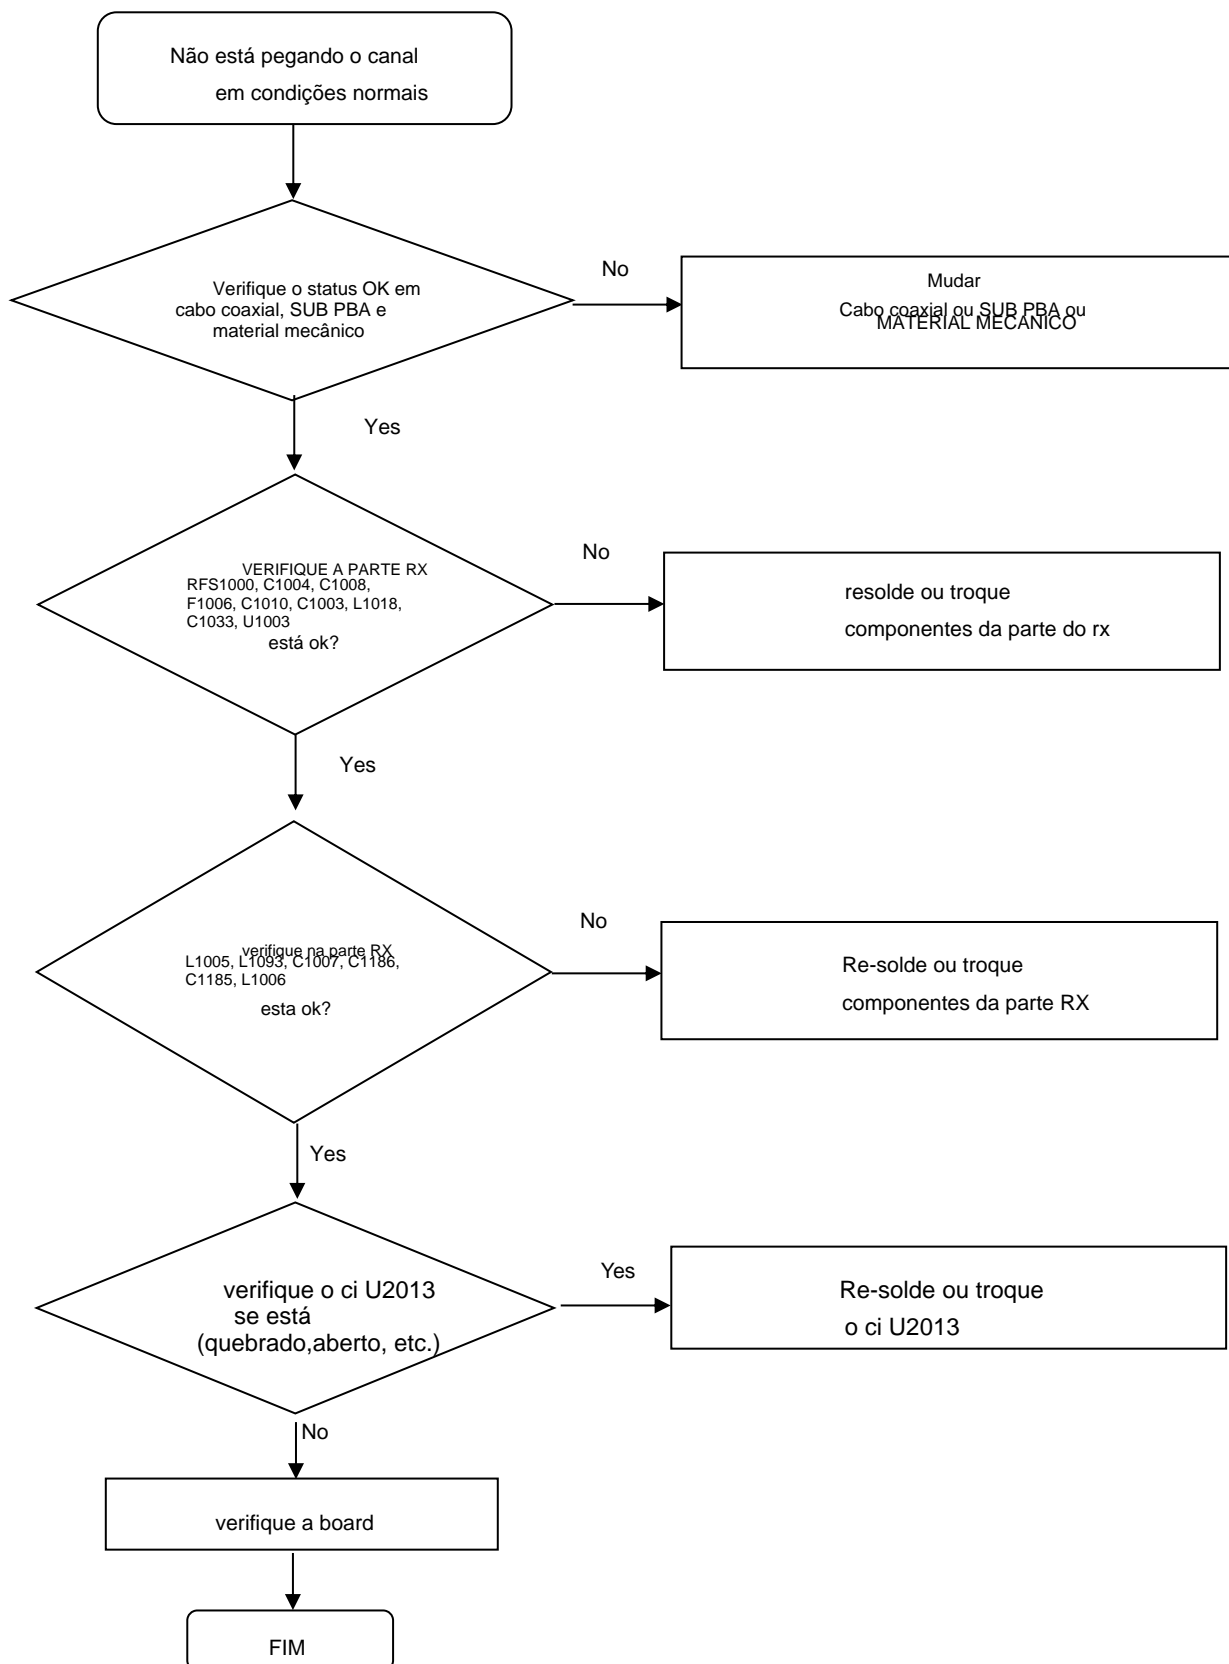 Não está pegando o canal
em condições normais
Verifique o status OK em
cabo coaxial, SUB PBA e
material mecânico
No
Mudar
Cabo coaxial ou SUB PBA ou
MATERIAL MECÂNICO
Yes
VERIFIQUE A PARTE RX
RFS1000, C1004, C1008,
F1006, C1010, C1003, L1018,
C1033, U1003
está ok?
No
resolde ou troque
componentes da parte do rx
Yes
verifique na parte RX
L1005, L1093, C1007, C1186,
C1185, L1006
esta ok?
No
Re-solde ou troque
componentes da parte RX
Yes
verifique o ci U2013
se está
(quebrado,aberto, etc.)
Yes
Re-solde ou troque
o ci U2013
No
verifique a board
FIM